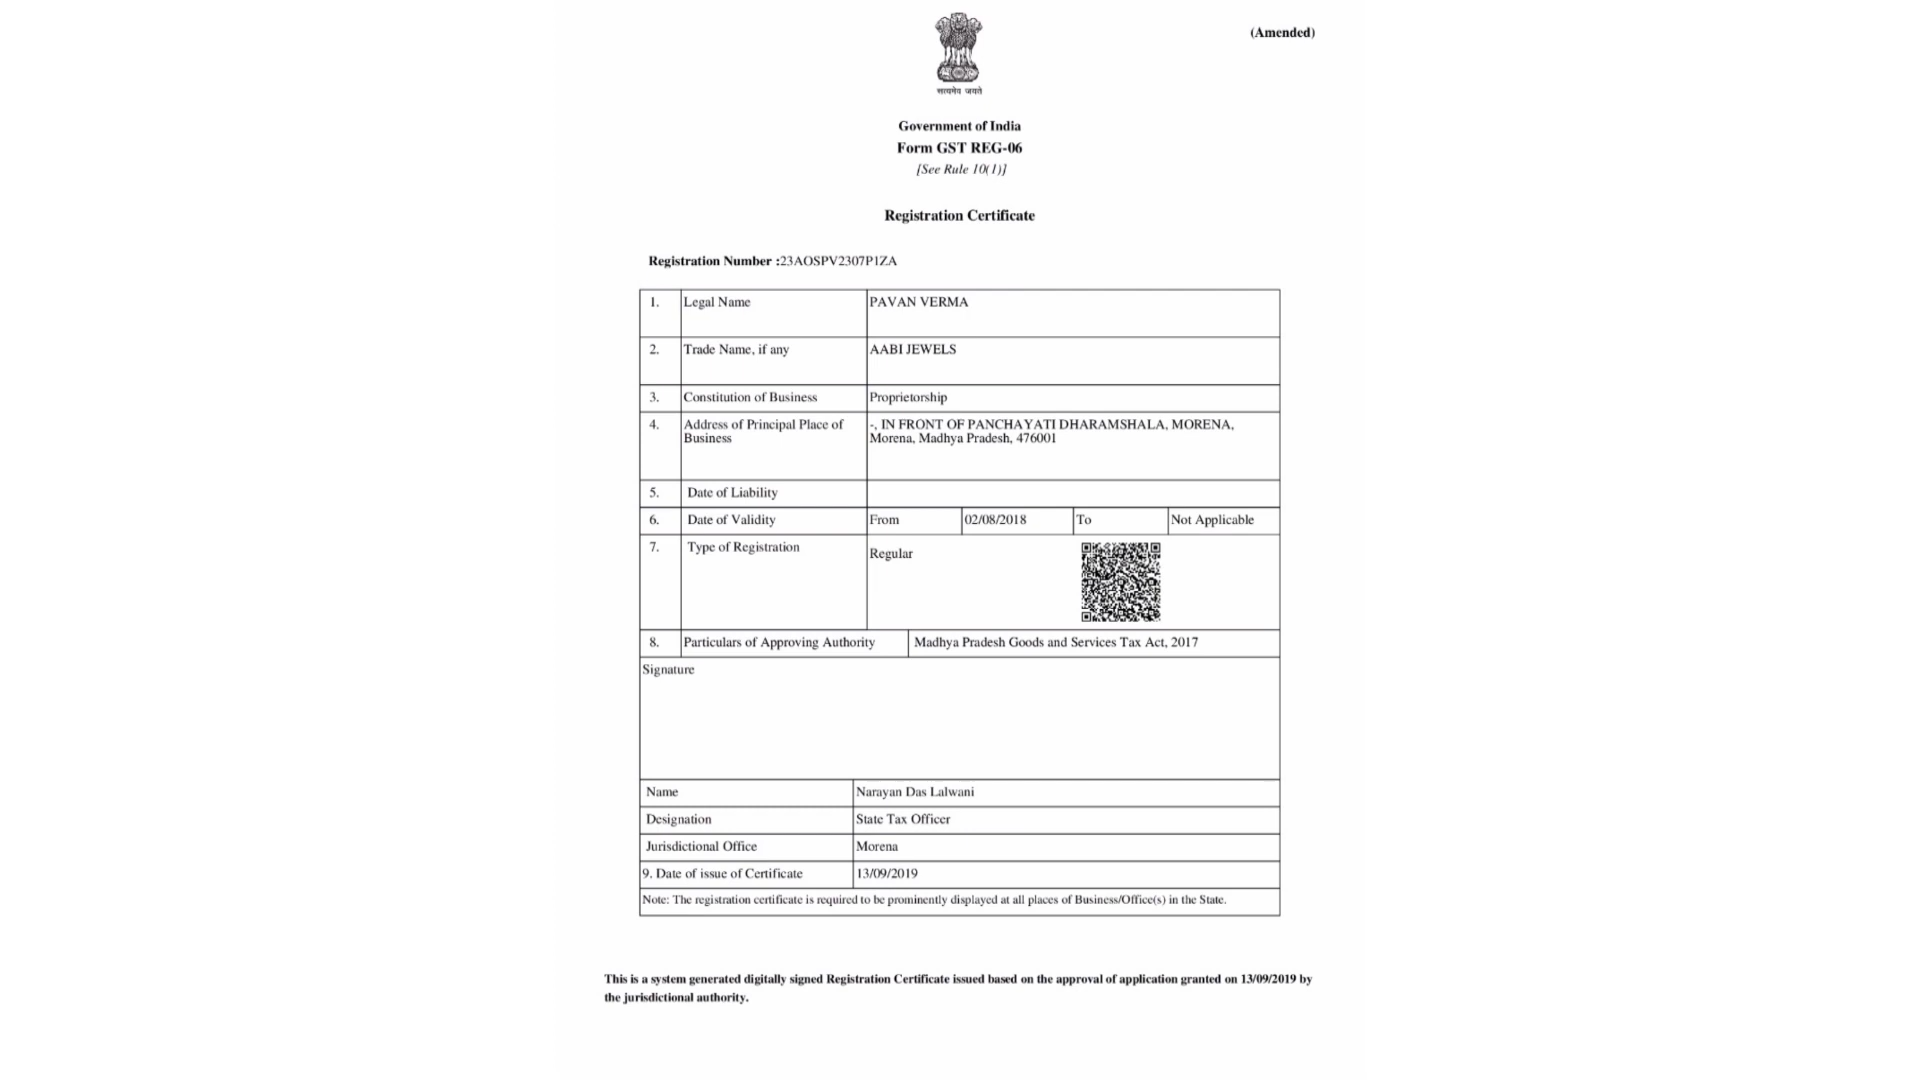 (Amended)
सत्यमेव जयते
Government of India
Form GST REG-06
[See Rule 10(1)]
Registration Certificate
Registration Number :23AOSPV2307P1ZA
1. Legal Name PAVAN VERMA
2. Trade Name, if any AABI JEWELS
3. Constitution of Business Proprietorship
4. Address of Principal Place of -, IN FRONT OF PANCHAYATI DHARAMSHALA, MORENA,
Business Morena, Madhya Pradesh, 476001
5. Date of Liability
6. Date of Validity From 02/08/2018 To Not Applicable
7. Type of Registration Regular
8. Particulars of Approving Authority Madhya Pradesh Goods and Services Tax Act, 2017
Signature
Name Narayan Das Lalwani
Designation State Tax Officer
Jurisdictional Office Morena
9. Date of issue of Certificate 13/09/2019
Note: The registration certificate is required to be prominently displayed at all places of Business/Office(s) in the State.
This is a system generated digitally signed Registration Certificate issued based on the approval of application granted on 13/09/2019 by
the jurisdictional authority.